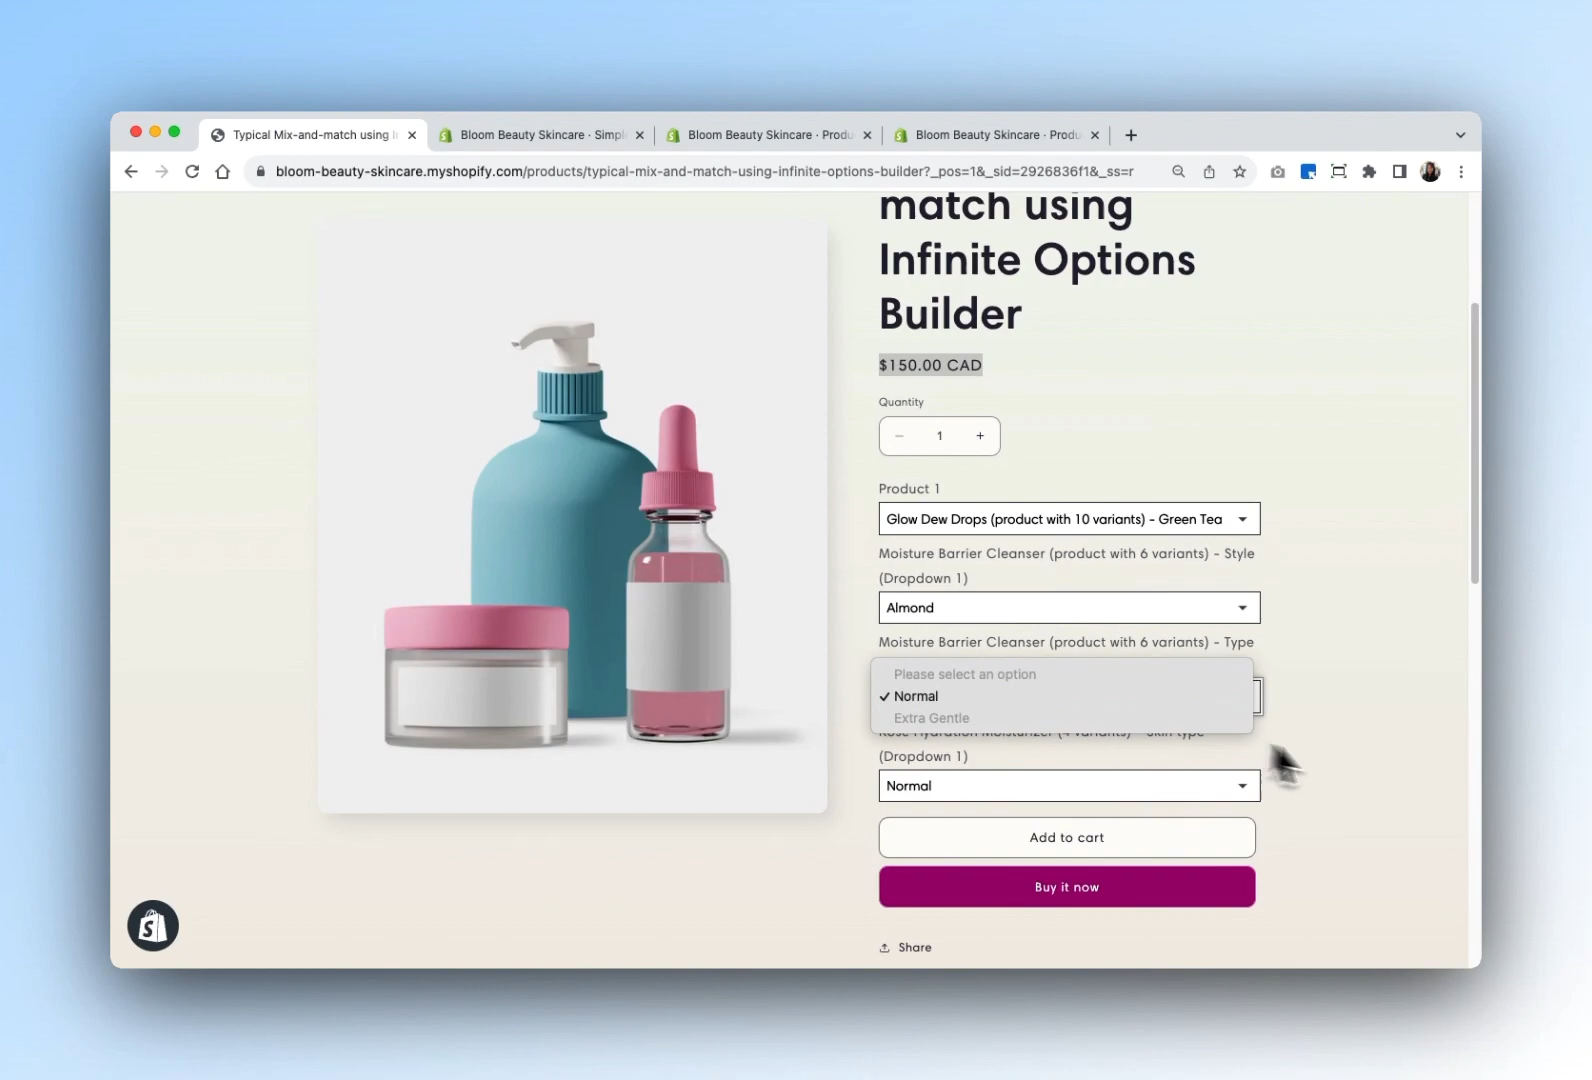 Typical Mix-and-match using I
Bloom Beauty Skincare · Simple
Bloom Beauty Skincare · Produ
Bloom Beauty Skincare · Produ
bloom-beauty-skincare.myshopify.com/products/typical-mix-and-match-using-infinite-options-builder?_pos=1&_sid=2926836f1&_ss=r
match using
Infinite Options
Builder
$150.00 CAD
Quantity
− 1 +
Product 1
Glow Dew Drops (product with 10 variants) - Green Tea
Moisture Barrier Cleanser (product with 6 variants) - Style
(Dropdown 1)
Almond
Moisture Barrier Cleanser (product with 6 variants) - Type
Please select an option
✓ Normal
Extra Gentle
Rose Hydration Moisturizer (4 variants) - Skin type
(Dropdown 1)
Normal
Add to cart
Buy it now
Share